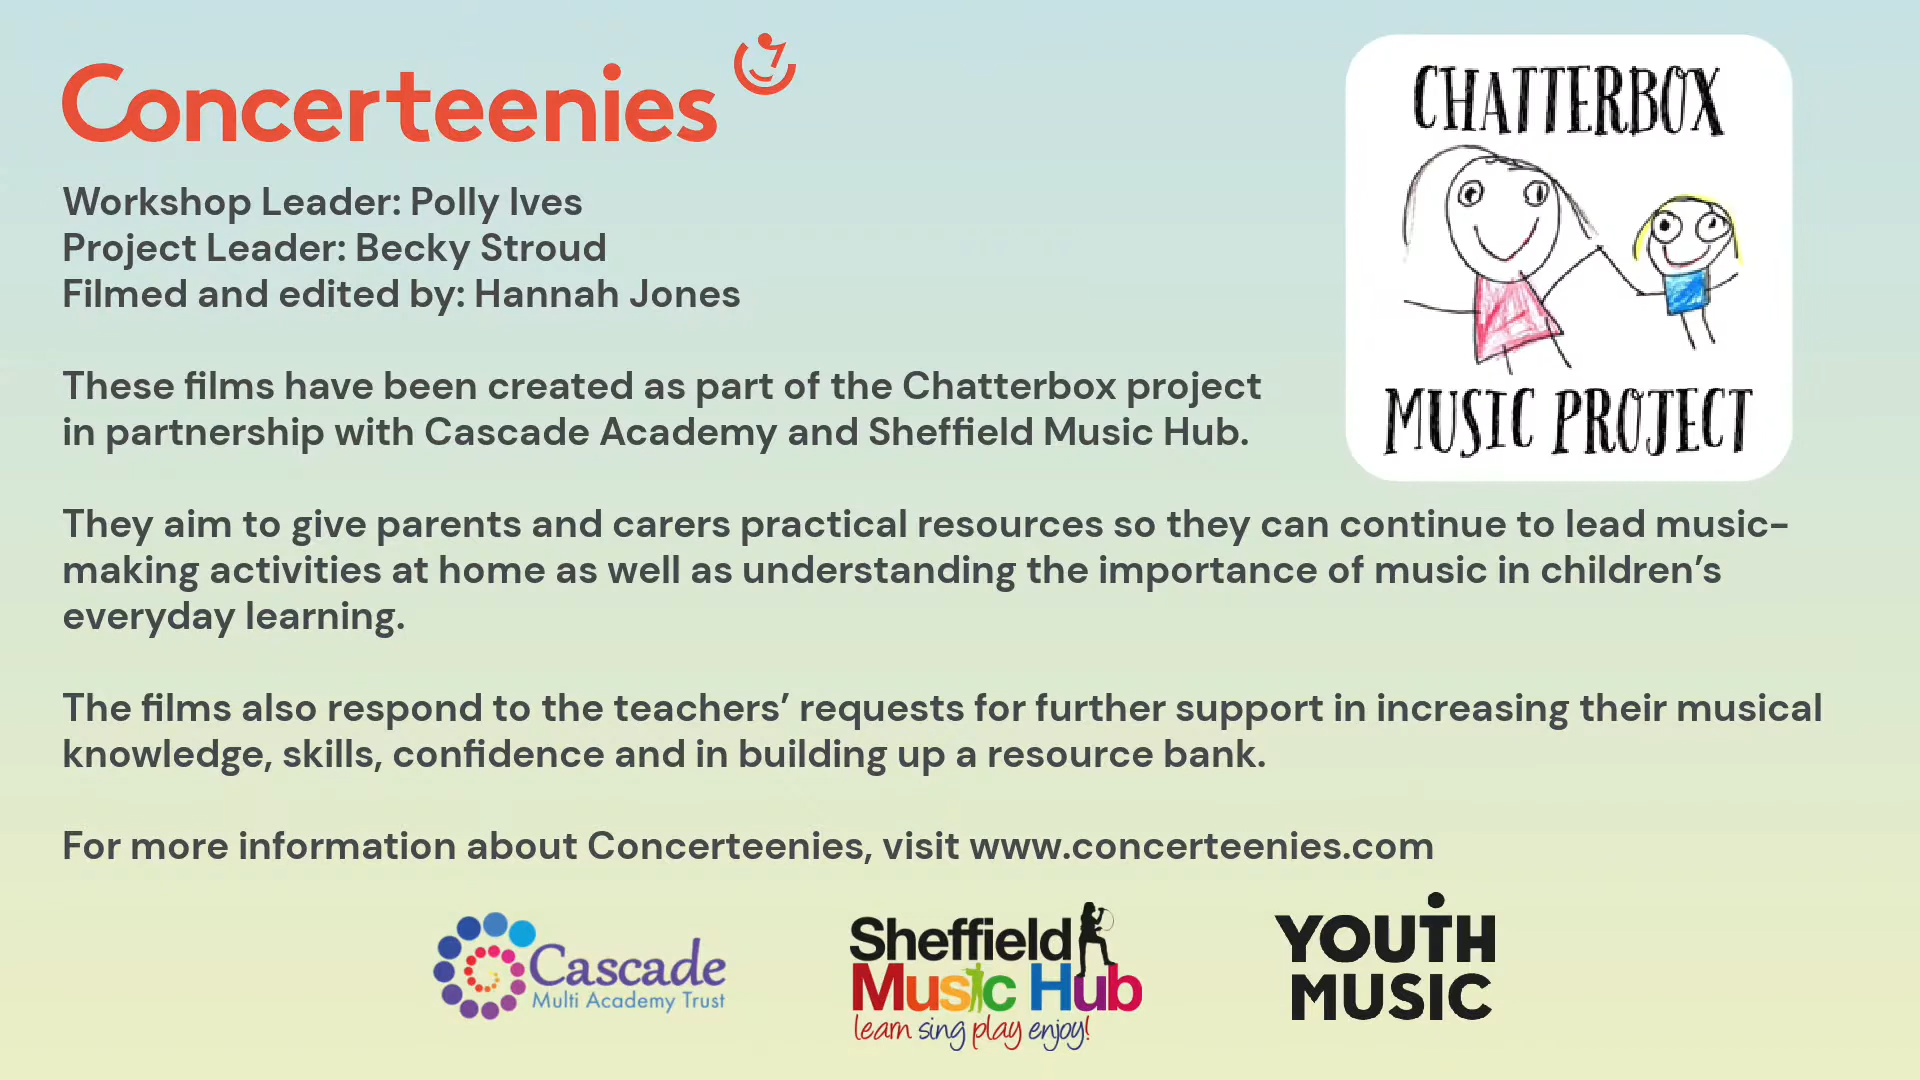 Concerteenies
CHATTERBOX
MUSIC PROJECT
Workshop Leader: Polly Ives
Project Leader: Becky Stroud
Filmed and edited by: Hannah Jones
These films have been created as part of the Chatterbox project
in partnership with Cascade Academy and Sheffield Music Hub.
They aim to give parents and carers practical resources so they can continue to lead music-
making activities at home as well as understanding the importance of music in children’s
everyday learning.
The films also respond to the teachers’ requests for further support in increasing their musical
knowledge, skills, confidence and in building up a resource bank.
For more information about Concerteenies, visit www.concerteenies.com
Cascade
Multi Academy Trust
Sheffield
Music Hub
learn sing play enjoy!
YOUTH
MUSIC